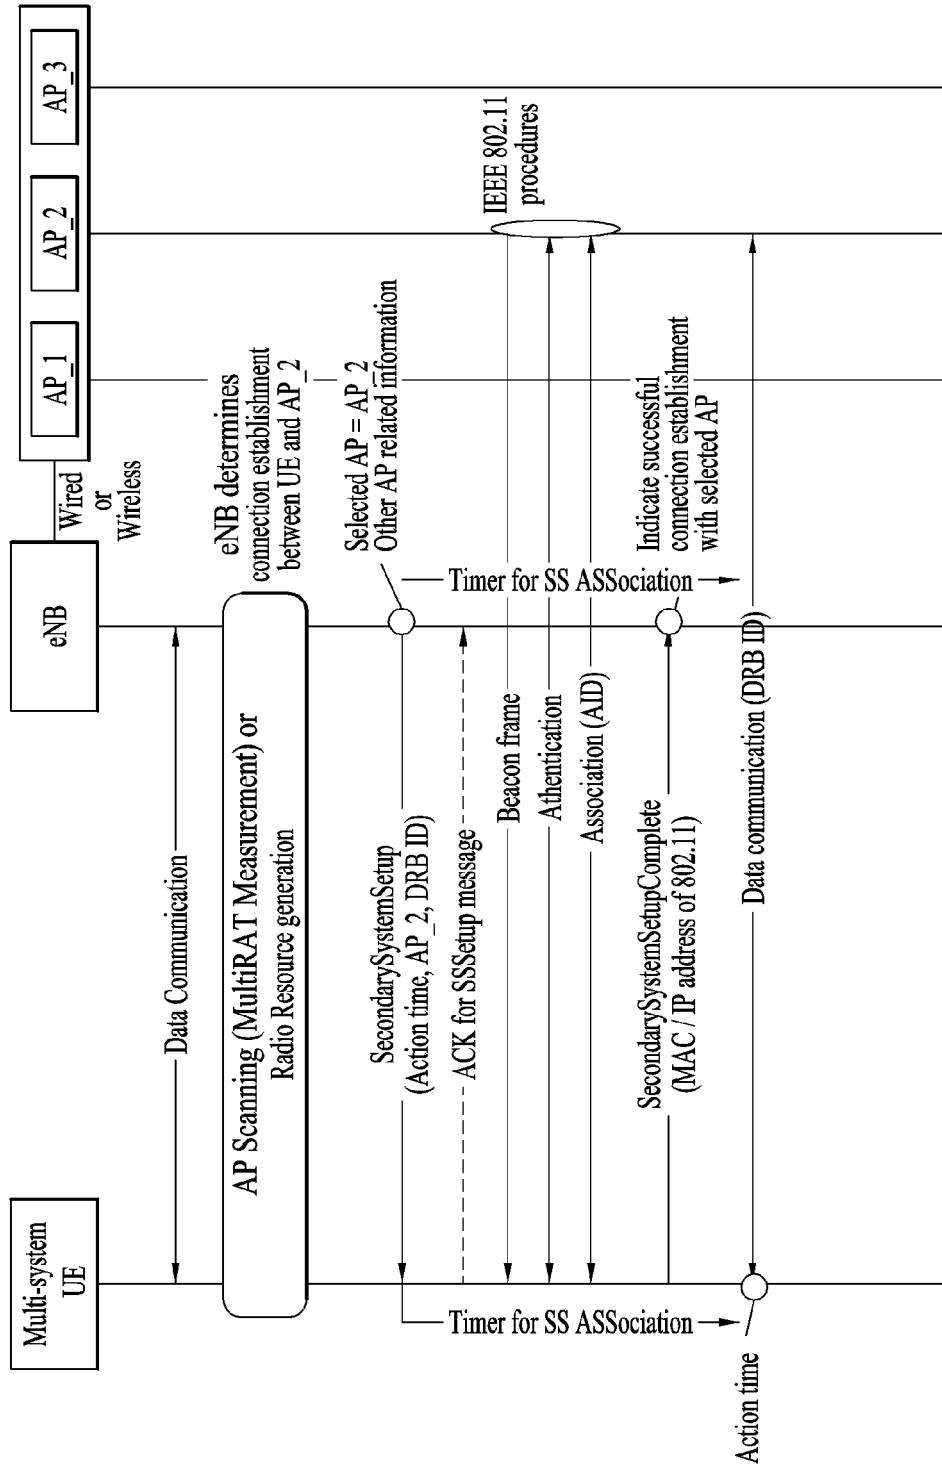 Multi-system
UE
eNB
Wired
or
Wireless
AP_1
AP_2
AP_3
Data Communication
AP Scanning (MultiRAT Measurement) or
Radio Resource generation
eNB determines
connection establishment
between UE and AP_2
SecondarySystemSetup
(Action time, AP_2, DRB ID)
Selected AP = AP_2
Other AP related information
ACK for SSSetup message
Timer for SS ASSociation
Timer for SS ASSociation
Beacon frame
IEEE 802.11
procedures
Athentication
Association (AID)
SecondarySystemSetupComplete
(MAC / IP address of 802.11)
Indicate successful
connection establishment
with selected AP
Data communication (DRB ID)
Action time